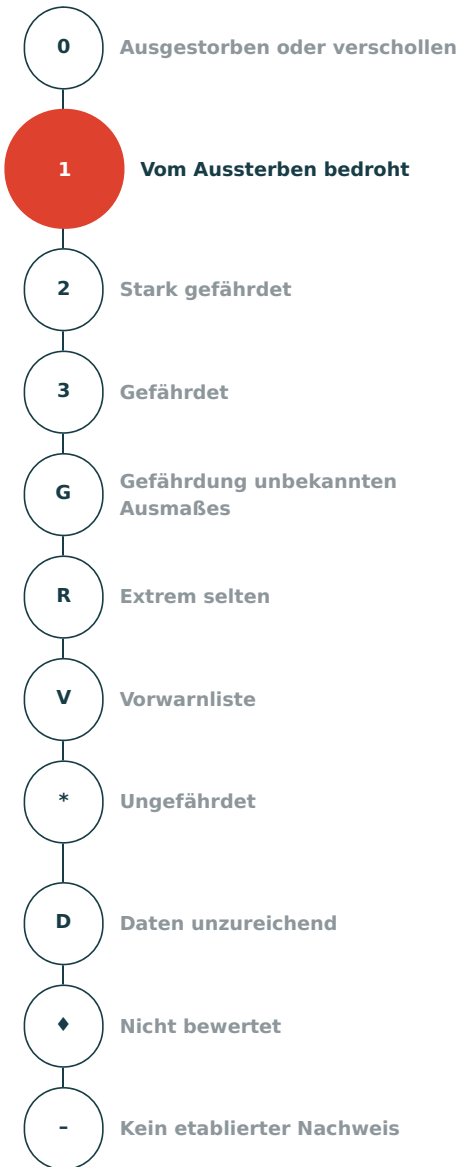 0 Ausgestorben oder verschollen
1 Vom Aussterben bedroht
2 Stark gefährdet
3 Gefährdet
G Gefährdung unbekannten
Ausmaßes
R Extrem selten
V Vorwarnliste
* Ungefährdet
D Daten unzureichend
♦ Nicht bewertet
– Kein etablierter Nachweis